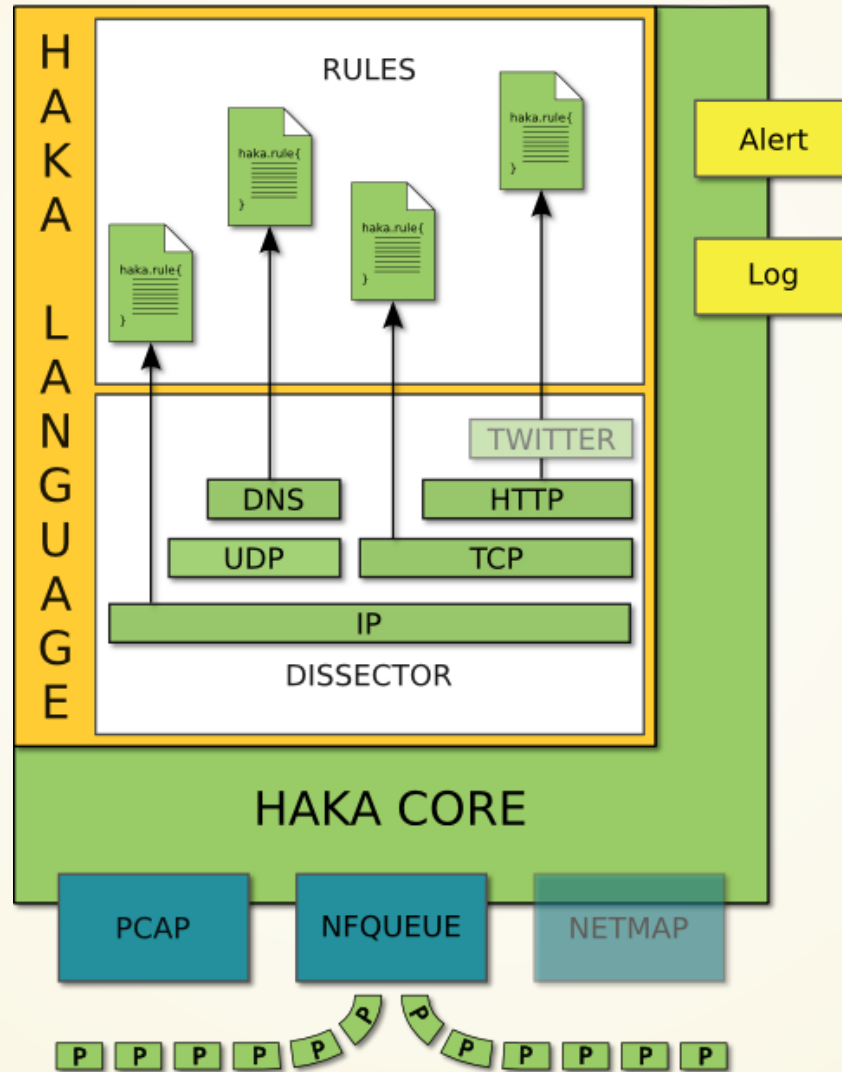 HAKA LANGUAGE
RULES
haka.rule{
}
haka.rule{
}
haka.rule{
}
haka.rule{
}
Alert
Log
TWITTER
DNS
HTTP
UDP
TCP
IP
DISSECTOR
HAKA CORE
PCAP
NFQUEUE
NETMAP
P P P P P P P P P P P P